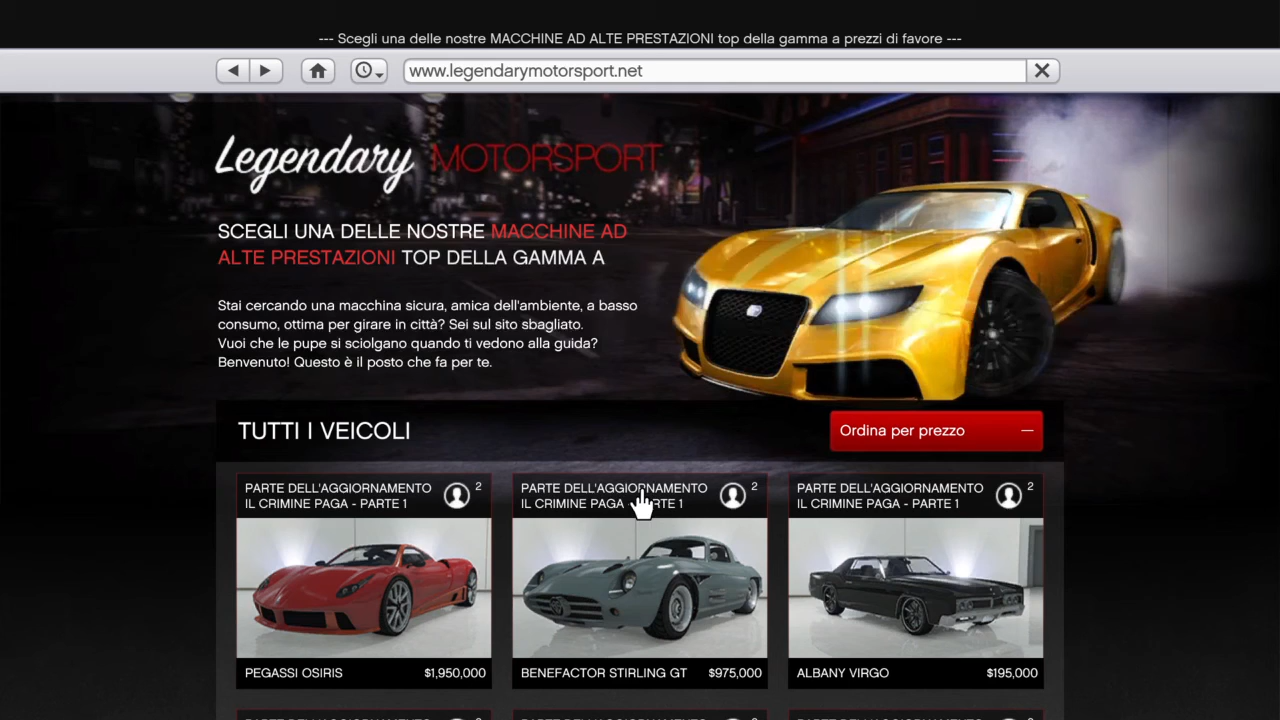 --- Scegli una delle nostre MACCHINE AD ALTE PRESTAZIONI top della gamma a prezzi di favore ---
www.legendarymotorsport.net
Legendary MOTORSPORT
SCEGLI UNA DELLE NOSTRE MACCHINE AD
ALTE PRESTAZIONI TOP DELLA GAMMA A
Stai cercando una macchina sicura, amica dell'ambiente, a basso
consumo, ottima per girare in città? Sei sul sito sbagliato.
Vuoi che le pupe si sciolgano quando ti vedono alla guida?
Benvenuto! Questo è il posto che fa per te.
TUTTI I VEICOLI
Ordina per prezzo
PARTE DELL'AGGIORNAMENTO
IL CRIMINE PAGA - PARTE 1
2
PEGASSI OSIRIS $1,950,000
PARTE DELL'AGGIORNAMENTO
IL CRIMINE PAGA - PARTE 1
2
BENEFACTOR STIRLING GT $975,000
PARTE DELL'AGGIORNAMENTO
IL CRIMINE PAGA - PARTE 1
2
ALBANY VIRGO $195,000